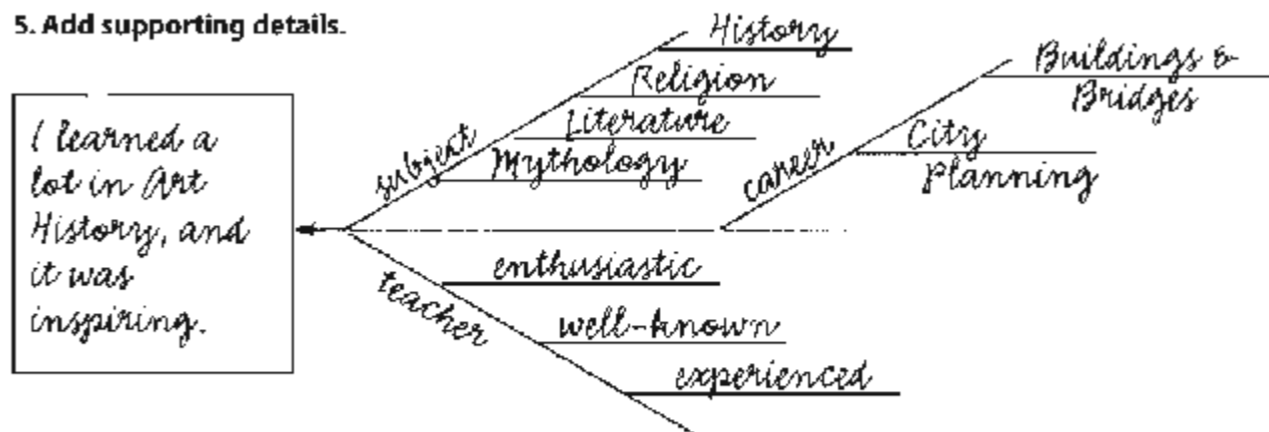 5. Add supporting details.
I learned a
lot in Art
History, and
it was
inspiring.
subject
History
Religion
Literature
Mythology
career
Buildings &
Bridges
City
Planning
teacher
enthusiastic
well-known
experienced